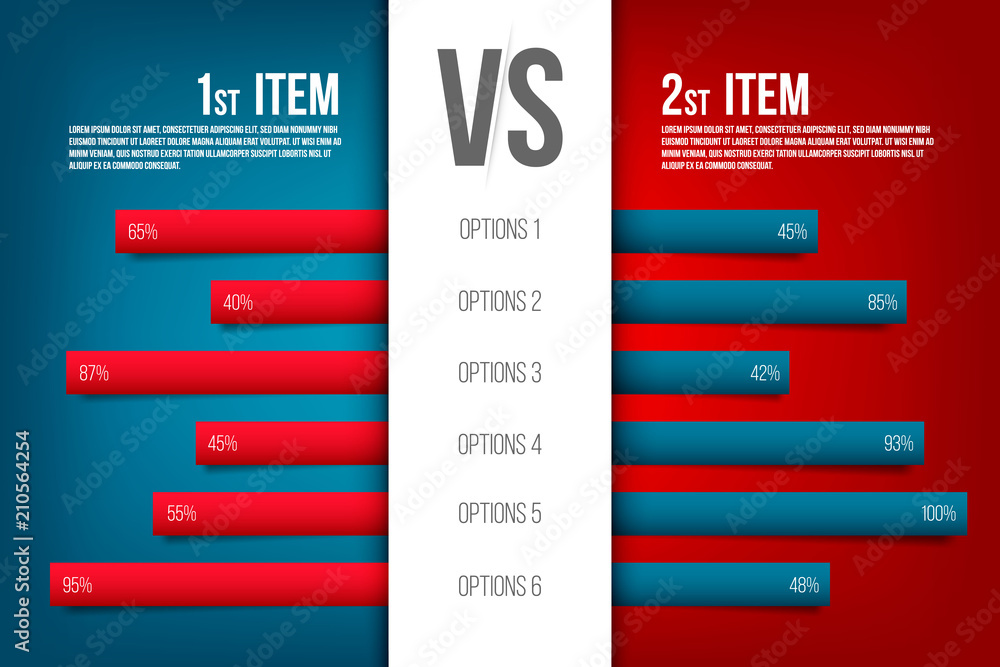 1ST ITEM
LOREM IPSUM DOLOR SIT AMET, CONSECTETUER ADIPISCING ELIT, SED DIAM NONUMMY NIBH
EUISMOD TINCIDUNT UT LAOREET DOLORE MAGNA ALIQUAM ERAT VOLUTPAT. UT WISI ENIM AD
MINIM VENIAM, QUIS NOSTRUD EXERCI TATION ULLAMCORPER SUSCIPIT LOBORTIS NISL UT
ALIQUIP EX EA COMMODO CONSEQUAT.
VS
2ST ITEM
LOREM IPSUM DOLOR SIT AMET, CONSECTETUER ADIPISCING ELIT, SED DIAM NONUMMY NIBH
EUISMOD TINCIDUNT UT LAOREET DOLORE MAGNA ALIQUAM ERAT VOLUTPAT. UT WISI ENIM AD
MINIM VENIAM, QUIS NOSTRUD EXERCI TATION ULLAMCORPER SUSCIPIT LOBORTIS NISL UT
ALIQUIP EX EA COMMODO CONSEQUAT.
65% OPTIONS 1 45%
40% OPTIONS 2 85%
87% OPTIONS 3 42%
45% OPTIONS 4 93%
55% OPTIONS 5 100%
95% OPTIONS 6 48%
Adobe Stock | #210564254